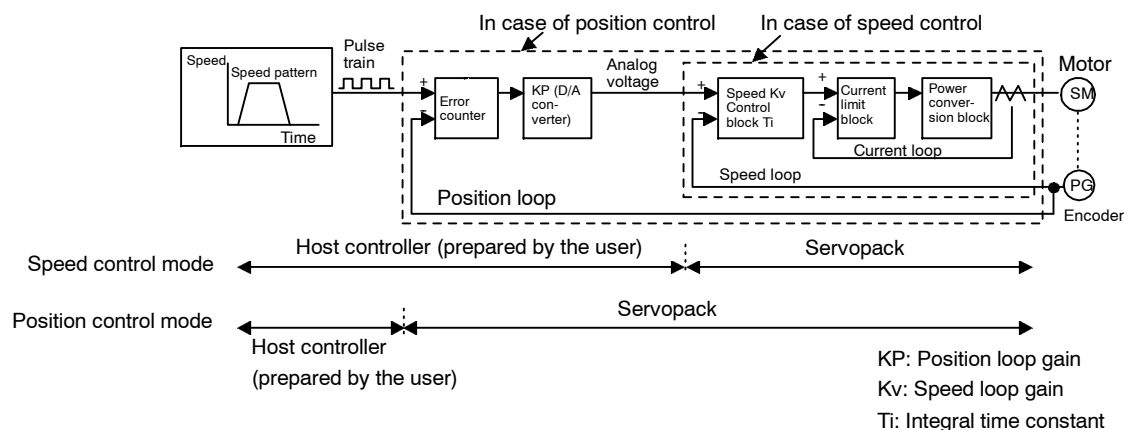 In case of position control
In case of speed control
Speed
Speed pattern
Time
Pulse
train
+
-
Error
counter
KP (D/A
con-
verter)
Analog
voltage
+
-
Speed Kv
Control
block Ti
+
-
Current
limit
block
Power
conver-
sion block
Motor
SM
Current loop
Speed loop
Position loop
PG
Encoder
Host controller (prepared by the user)
Servopack
Speed control mode
Position control mode
Servopack
Host controller
(prepared by the user)
KP: Position loop gain
Kv: Speed loop gain
Ti: Integral time constant